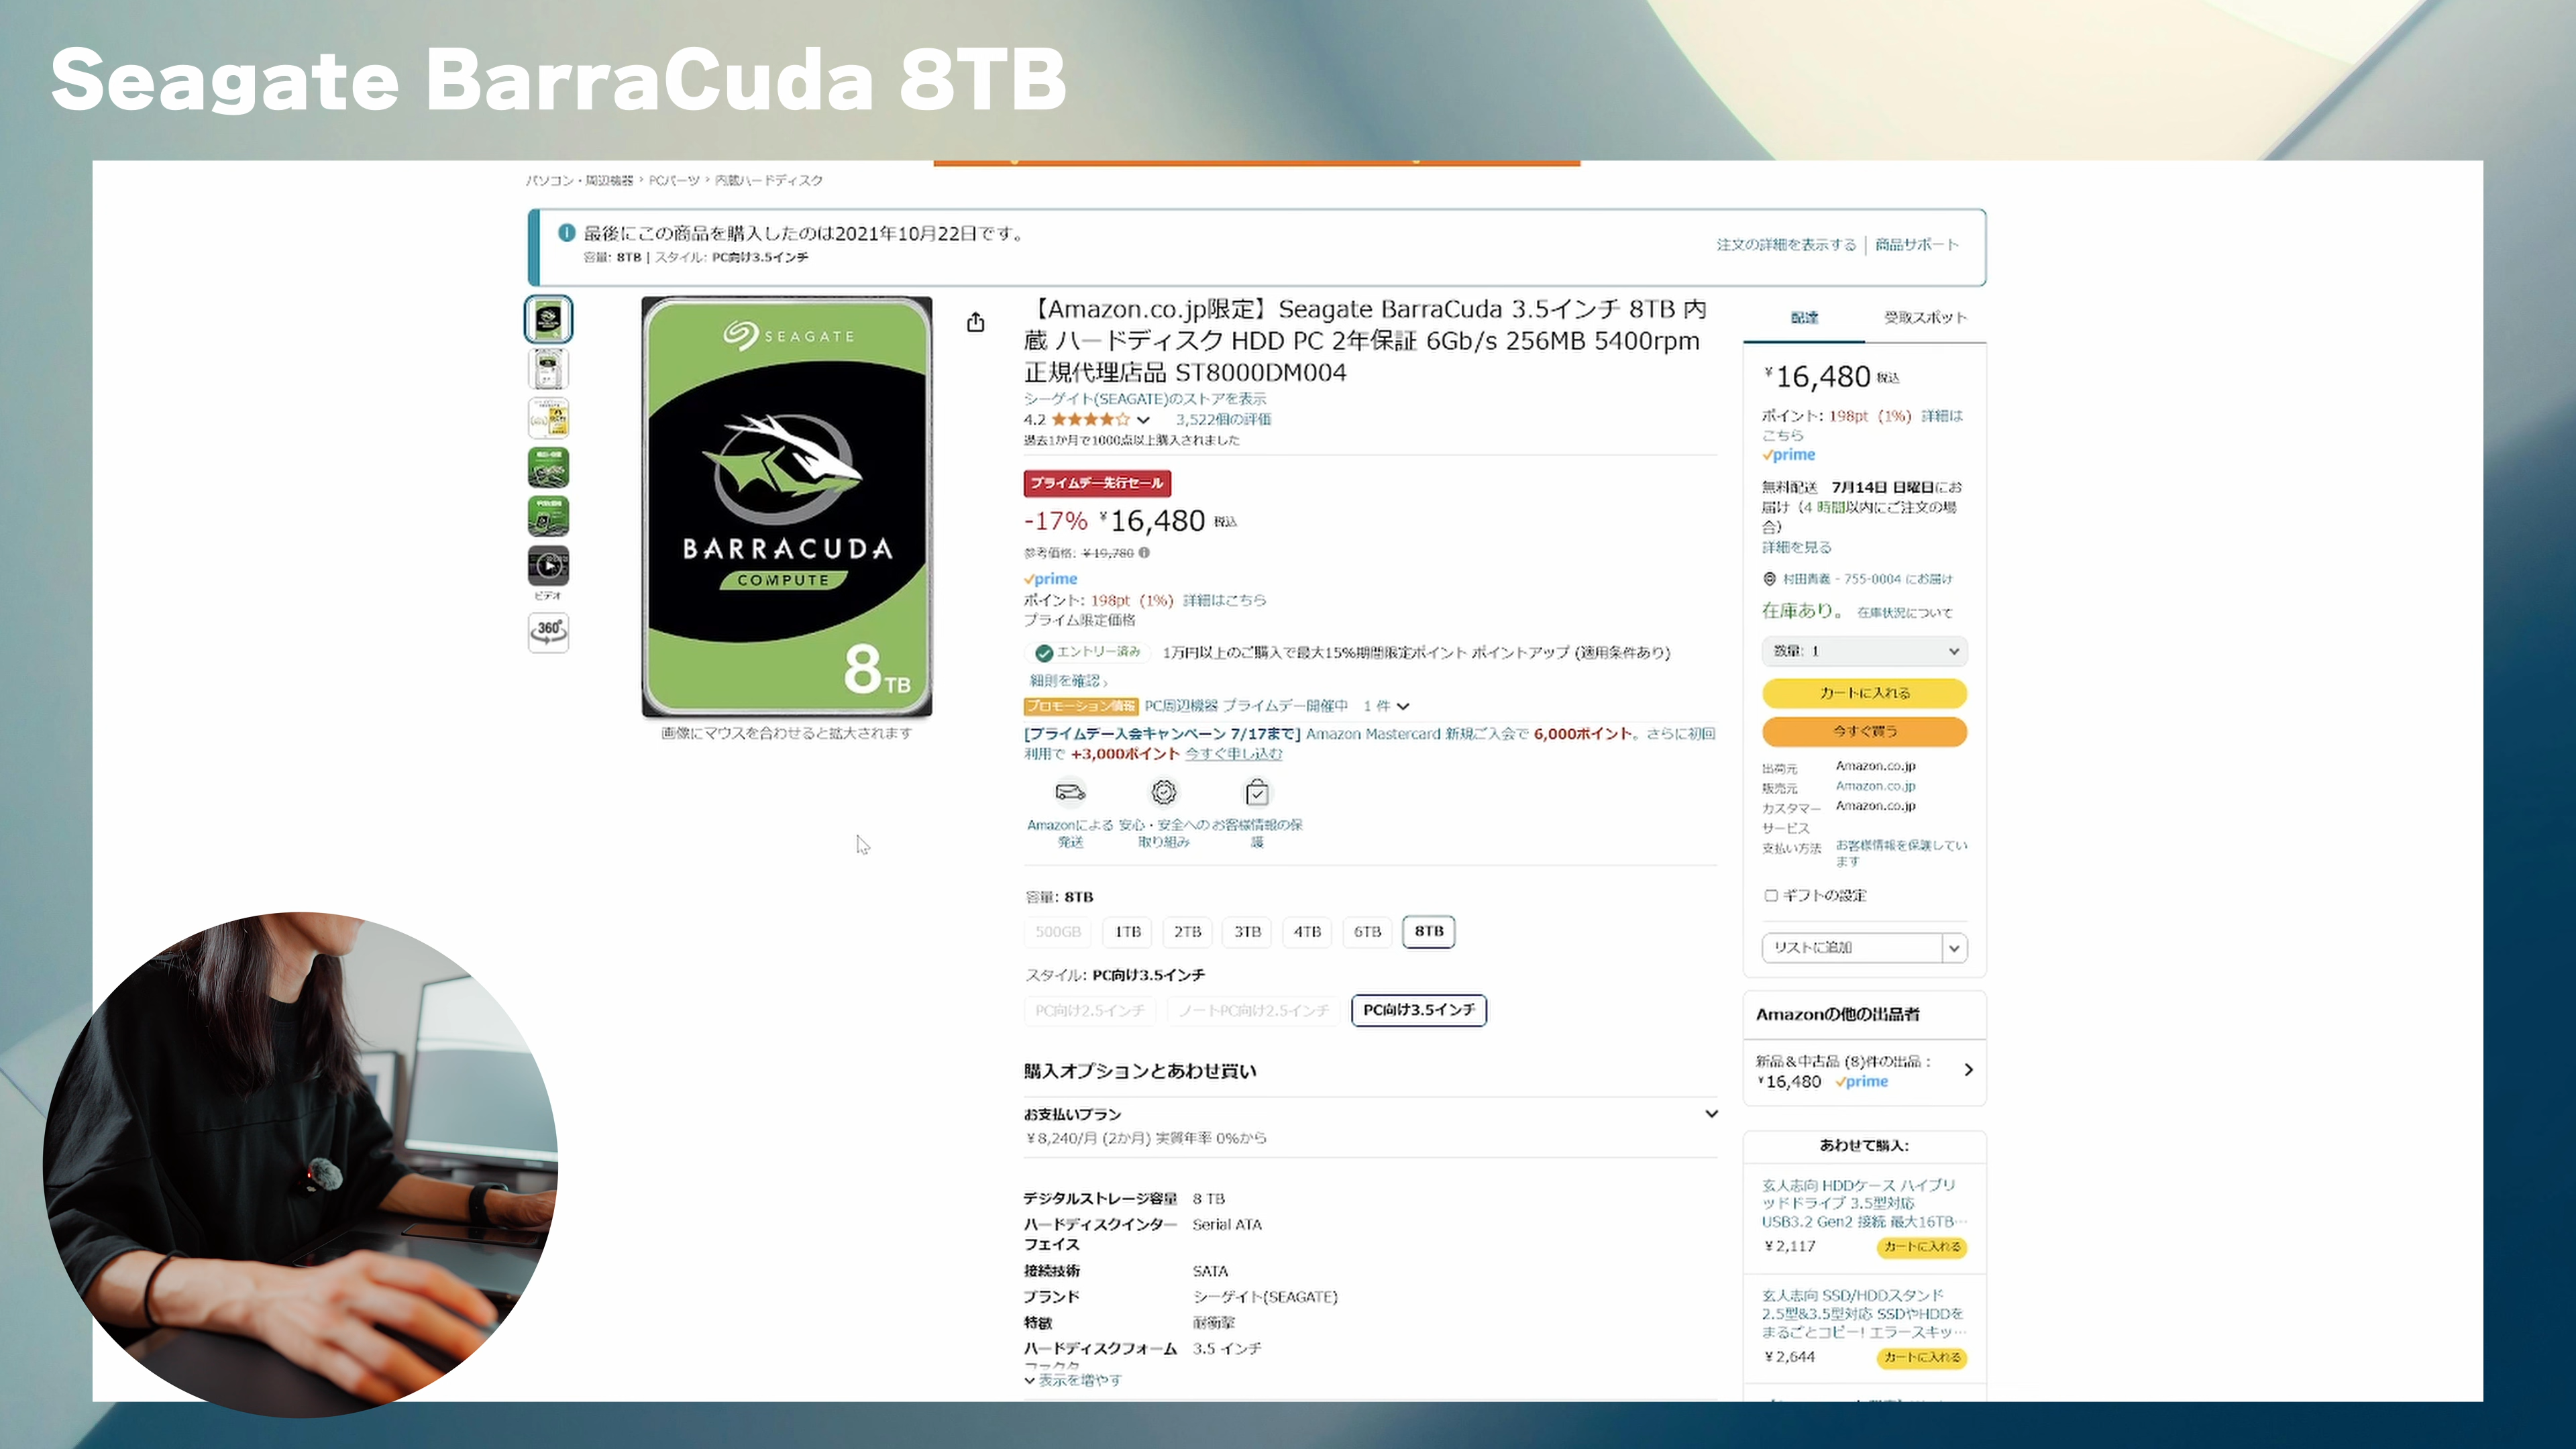 Seagate BarraCuda 8TB
パソコン・周辺機器 › PCパーツ › 内蔵ハードディスク
最後にこの商品を購入したのは2021年10月22日です。
容量: 8TB | スタイル: PC向け3.5インチ
注文の詳細を表示する | 商品サポート
SEAGATE
BARRACUDA
COMPUTE
8TB
ビデオ
360°
画像にマウスを合わせると拡大されます
【Amazon.co.jp限定】Seagate BarraCuda 3.5インチ 8TB 内
蔵 ハードディスク HDD PC 2年保証 6Gb/s 256MB 5400rpm
正規代理店品 ST8000DM004
シーゲイト(SEAGATE)のストアを表示
4.2 3,522個の評価
過去1か月で1000点以上購入されました
プライムデー先行セール
-17% ¥16,480 税込
参考価格: ¥19,780
prime
ポイント: 198pt (1%) 詳細はこちら
プライム限定価格
エントリー済み 1万円以上のご購入で最大15%期間限定ポイント ポイントアップ (適用条件あり)
細則を確認 ›
プロモーション情報 PC周辺機器 プライムデー開催中 1 件
[プライムデー入会キャンペーン 7/17まで] Amazon Mastercard 新規ご入会で 6,000ポイント。さらに初回
利用で +3,000ポイント 今すぐ申し込む
Amazonによる
発送
安心・安全への
取り組み
お客様情報の保
護
容量: 8TB
500GB 1TB 2TB 3TB 4TB 6TB 8TB
スタイル: PC向け3.5インチ
PC向け2.5インチ ノートPC向け2.5インチ PC向け3.5インチ
購入オプションとあわせ買い
お支払いプラン
¥8,240/月 (2か月) 実質年率 0%から
デジタルストレージ容量 8 TB
ハードディスクインター Serial ATA
フェイス
接続技術 SATA
ブランド シーゲイト(SEAGATE)
特徴 耐衝撃
ハードディスクフォーム 3.5 インチ
ファクタ
表示を増やす
配達 受取スポット
¥16,480 税込
ポイント: 198pt (1%) 詳細は
こちら
prime
無料配送 7月14日 日曜日にお
届け（4 時間以内にご注文の場
合）
詳細を見る
- 755-0004 にお届け
在庫あり。 在庫状況について
数量: 1
カートに入れる
今すぐ買う
出荷元 Amazon.co.jp
販売元 Amazon.co.jp
カスタマー Amazon.co.jp
サービス
支払い方法 お客様情報を保護してい
ます
ギフトの設定
リストに追加
Amazonの他の出品者
新品＆中古品 (8)件の出品：
¥16,480 prime
あわせて購入:
玄人志向 HDDケース ハイブリ
ッドドライブ 3.5型対応
USB3.2 Gen2 接続 最大16TB…
¥2,117 カートに入れる
玄人志向 SSD/HDDスタンド
2.5型&3.5型対応 SSDやHDDを
まるごとコピー! エラースキッ…
¥2,644 カートに入れる